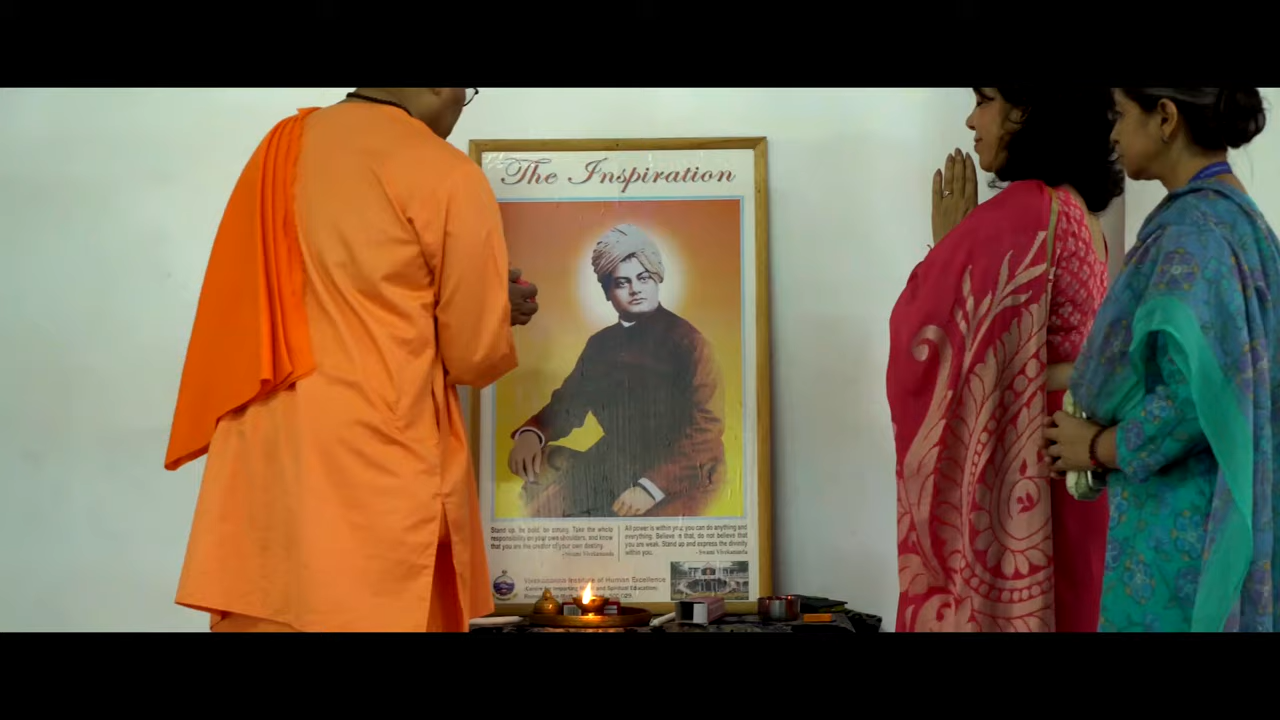 The Inspiration
Stand up, be bold, be strong. Take the whole
responsibility on your own shoulders, and know
that you are the creator of your own destiny.
- Swami Vivekananda
All power is within you; you can do anything and
everything. Believe in that, do not believe that
you are weak. Stand up and express the divinity
within you.
- Swami Vivekananda
Vivekananda Institute of Human Excellence